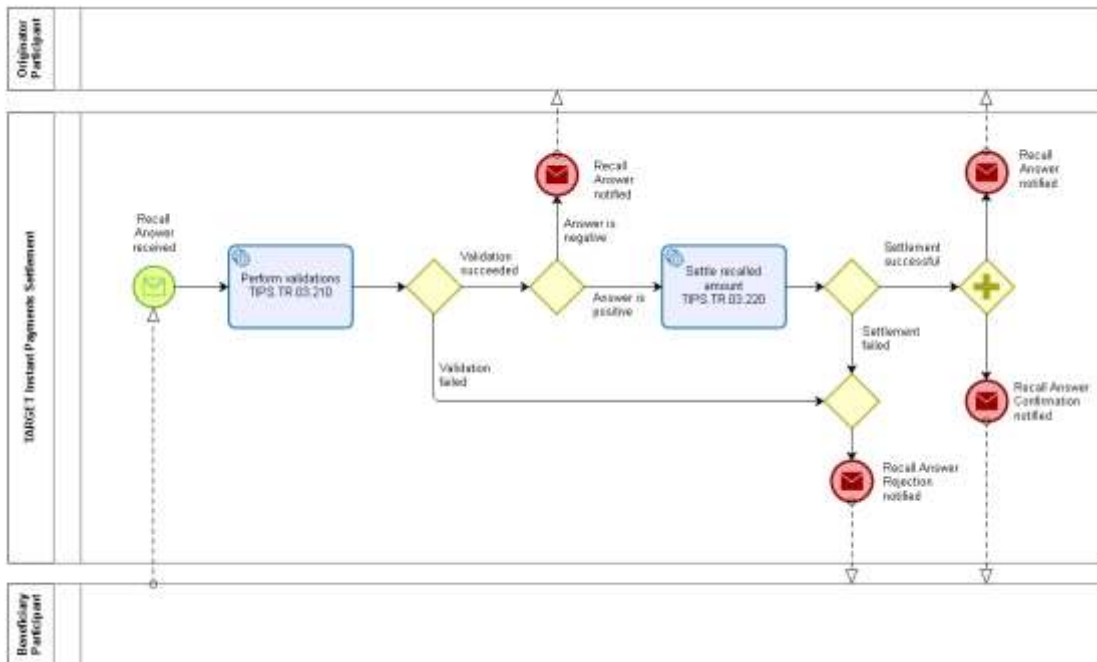 Originator
Participant
TARGET Instant Payments Settlement
Recall
Answer
received
Perform validations
TIPS.TR.03.210
Validation
succeeded
Validation
failed
Recall
Answer
notified
Answer is
negative
Answer is
positive
Settle recalled
amount
TIPS.TR.03.220
Settlement
successful
Settlement
failed
Recall
Answer
notified
Recall Answer
Confirmation
notified
Recall Answer
Rejection
notified
Beneficiary
Participant